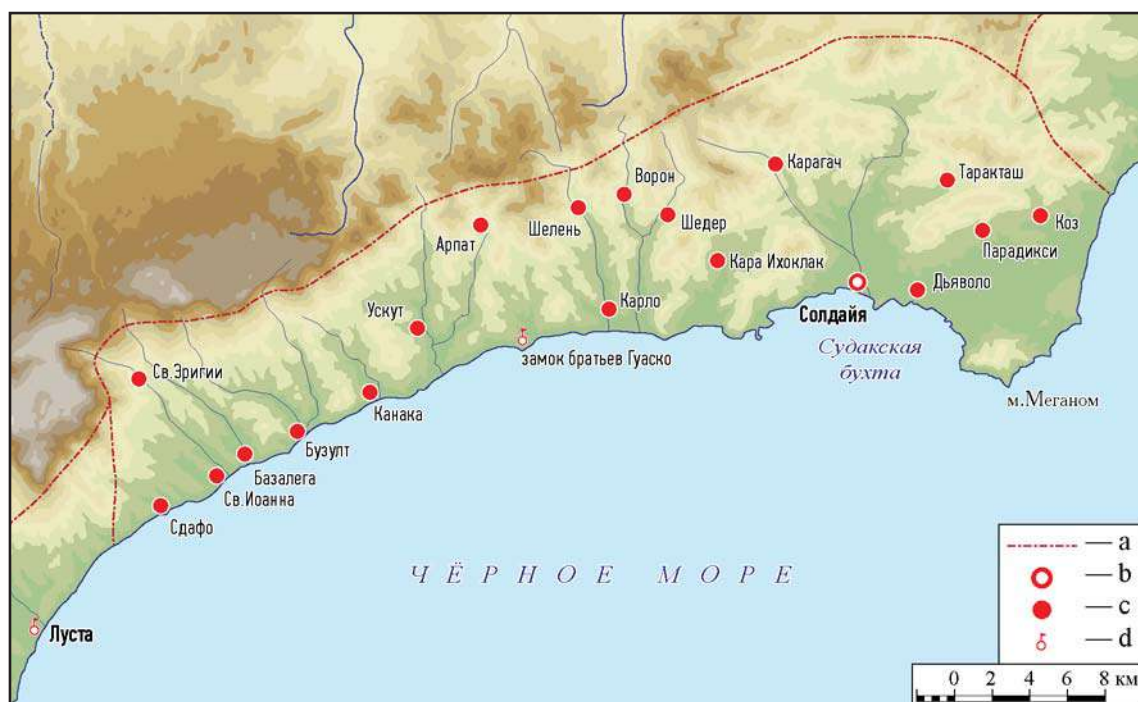 Карагач
Таракташ
Ворон
Шелень
Шедер
Коз
Арпат
Парадикси
Кара Ихоклак
Дьяволо
Карло
Солдайя
Ускут
Судакская
бухта
замок братьев Гуаско
Св.Эригии
м.Меганом
Канака
Бузулт
Базалега
Св.Иоанна
Сдафо
ЧЁРНОЕ МОРЕ
Луста
a
b
c
d
0 2 4 6 8 км